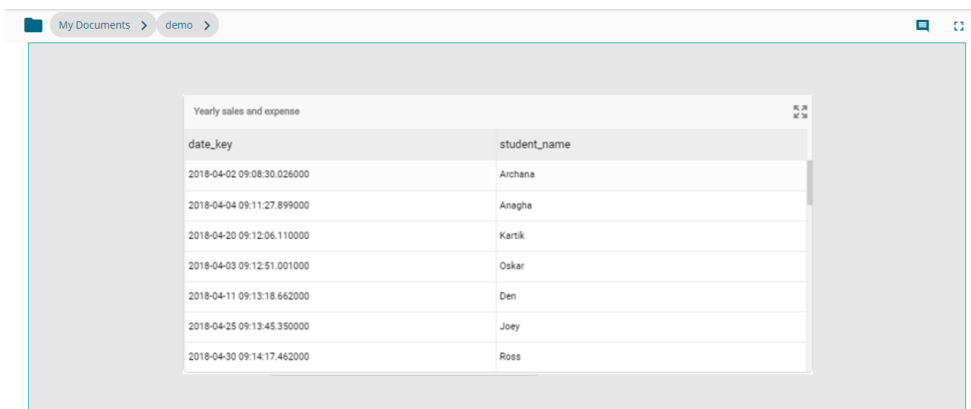 My Documents > demo >
Yearly sales and expense
date_key student_name
2018-04-02 09:08:30.026000 Archana
2018-04-04 09:11:27.899000 Anagha
2018-04-20 09:12:06.110000 Kartik
2018-04-03 09:12:51.001000 Oskar
2018-04-11 09:13:18.662000 Den
2018-04-25 09:13:45.350000 Joey
2018-04-30 09:14:17.462000 Ross